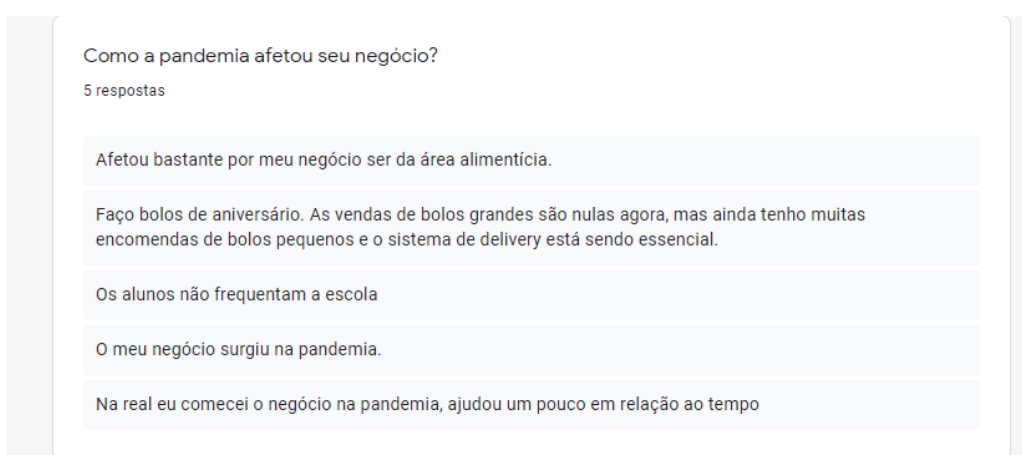 Como a pandemia afetou seu negócio?
5 respostas
Afetou bastante por meu negócio ser da área alimentícia.
Faço bolos de aniversário. As vendas de bolos grandes são nulas agora, mas ainda tenho muitas
encomendas de bolos pequenos e o sistema de delivery está sendo essencial.
Os alunos não frequentam a escola
O meu negócio surgiu na pandemia.
Na real eu comecei o negócio na pandemia, ajudou um pouco em relação ao tempo